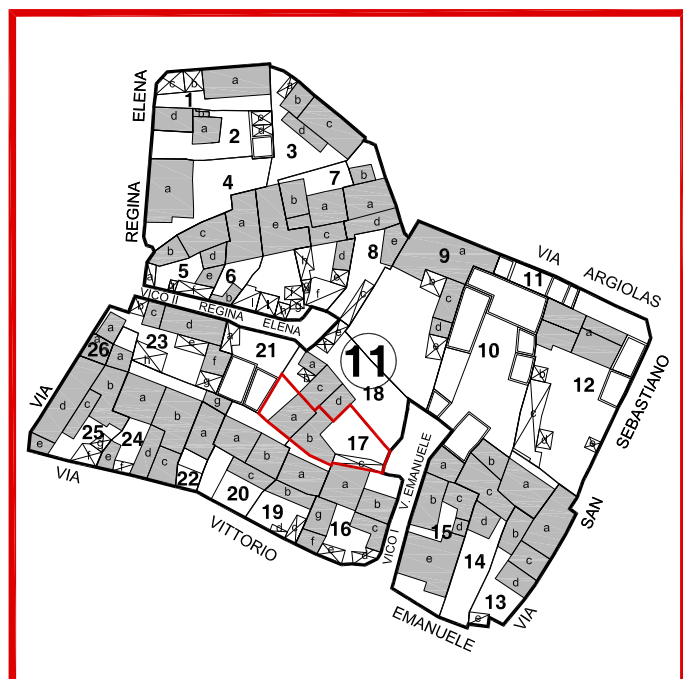 ELENA
REGINA
c b a
1
d
a
2
b
c
d
3
a
4
7
b
b
a
a
a
e
c
d
8
e
b
c
d
5
e
6
b
a
f
g
d
VICO II REGINA ELENA
9
a
c
d
e
VIA ARGIOLAS
11
a
10
12
SAN SEBASTIANO
VIA
11
18
a
b
c
d
a
b
17
c
21
a
23
b
c
d
e
f
g
h
26
a
a
a
VIA
d
c
b
e
25
24
a
b
d
c
e
f
22
a
a
b
c
20
b
19
a
d
c
g
f
16
a
b
c
e
d
VIA VITTORIO EMANUELE
VICO I V. EMANUELE
15
a
b
c
d
e
14
a
b
c
d
13
a
b
c
d
e